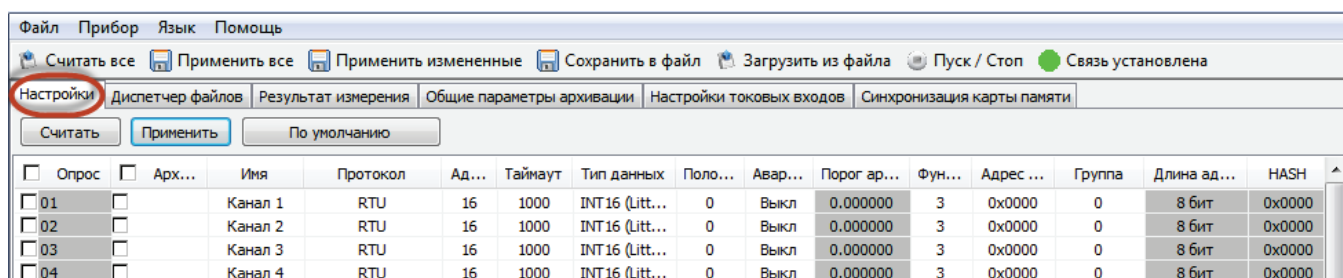 Файл Прибор Язык Помощь
Считать все Применить все Применить измененные Сохранить в файл Загрузить из файла Пуск / Стоп Связь установлена
Настройки Диспетчер файлов Результат измерения Общие параметры архивации Настройки токовых входов Синхронизация карты памяти
Считать Применить По умолчанию
Опрос Арх... Имя Протокол Ад... Таймаут Тип данных Поло... Авар... Порог ар... Фун... Адрес ... Группа Длина ад... HASH
01 Канал 1 RTU 16 1000 INT16 (Litt... 0 Выкл 0.000000 3 0x0000 0 8 бит 0x0000
02 Канал 2 RTU 16 1000 INT16 (Litt... 0 Выкл 0.000000 3 0x0000 0 8 бит 0x0000
03 Канал 3 RTU 16 1000 INT16 (Litt... 0 Выкл 0.000000 3 0x0000 0 8 бит 0x0000
04 Канал 4 RTU 16 1000 INT16 (Litt... 0 Выкл 0.000000 3 0x0000 0 8 бит 0x0000